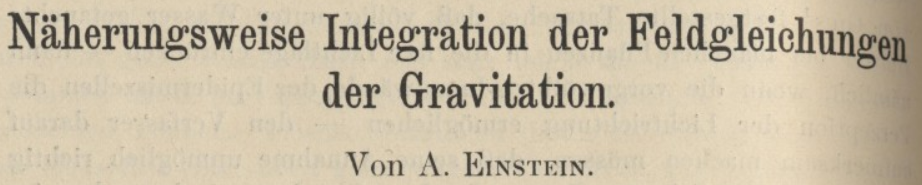 Näherungsweise Integration der Feldgleichungen
der Gravitation.
Von A. EINSTEIN.